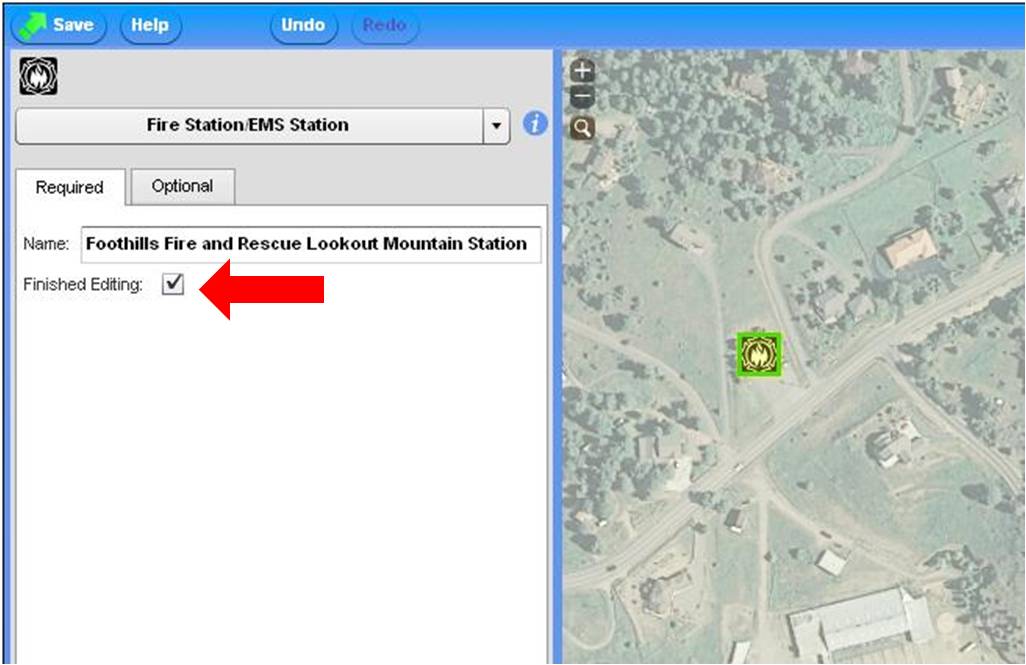 Save Help Undo Redo
Fire Station/EMS Station
Required Optional
Name: Foothills Fire and Rescue Lookout Mountain Station
Finished Editing: